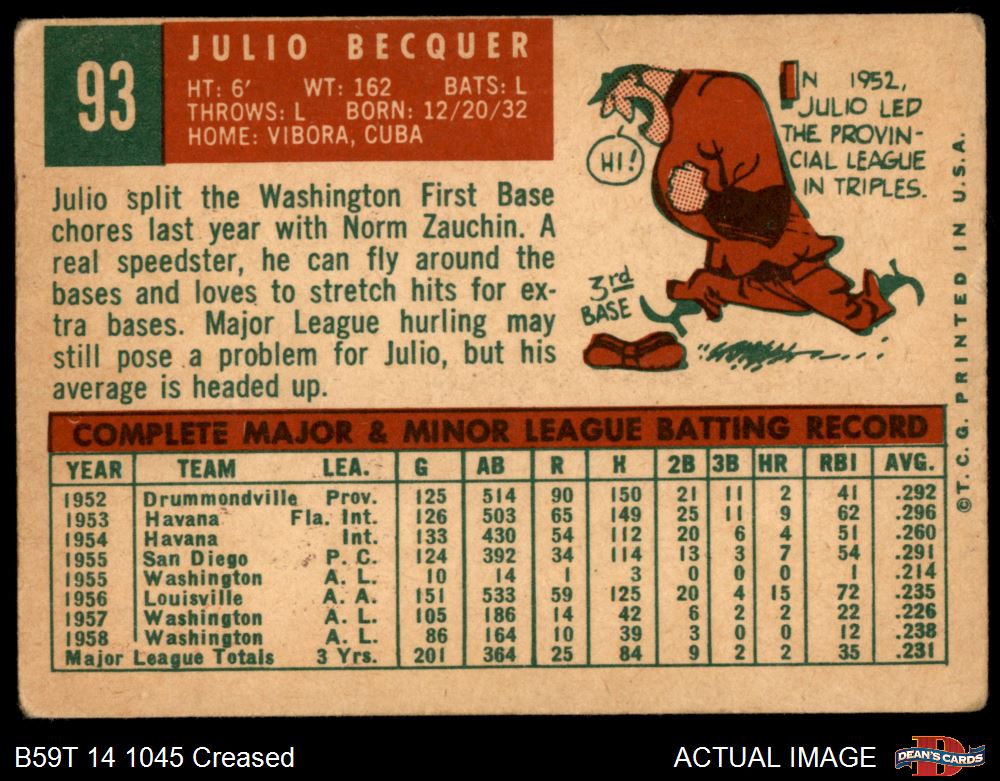 93
JULIO BECQUER
HT: 6′ WT: 162 BATS: L
THROWS: L BORN: 12/20/32
HOME: VIBORA, CUBA
Julio split the Washington First Base
chores last year with Norm Zauchin. A
real speedster, he can fly around the
bases and loves to stretch hits for ex-
tra bases. Major League hurling may
still pose a problem for Julio, but his
average is headed up.
HI!
IN 1952,
JULIO LED
THE PROVIN-
CIAL LEAGUE
IN TRIPLES.
3rd
BASE
©T. C. G. PRINTED IN U.S.A.
COMPLETE MAJOR & MINOR LEAGUE BATTING RECORD
YEAR TEAM LEA. G AB R H 2B 3B HR RBI AVG.
1952 Drummondville Prov. 125 514 90 150 21 11 2 41 .292
1953 Havana Fla. Int. 126 503 65 149 25 11 9 62 .296
1954 Havana Int. 133 430 54 112 20 6 4 51 .260
1955 San Diego P. C. 124 392 34 114 13 3 7 54 .291
1955 Washington A. L. 10 14 1 3 0 0 0 1 .214
1956 Louisville A. A. 151 533 59 125 20 4 15 72 .235
1957 Washington A. L. 105 186 14 42 6 2 2 22 .226
1958 Washington A. L. 86 164 10 39 3 0 0 12 .238
Major League Totals 3 Yrs. 201 364 25 84 9 2 2 35 .231
B59T 14 1045 Creased
ACTUAL IMAGE
D
DEAN'S CARDS